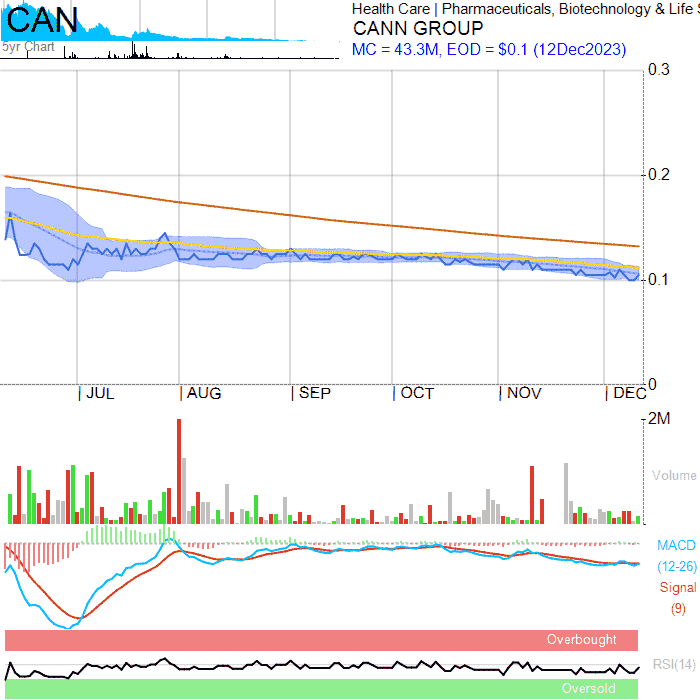 CAN
5yr Chart
Health Care | Pharmaceuticals, Biotechnology & Life S
CANN GROUP
MC = 43.3M, EOD = $0.1 (12Dec2023)
0.3
0.2
0.1
0
JUL
AUG
SEP
OCT
NOV
DEC
2M
Volume
MACD
(12-26)
Signal
(9)
Overbought
RSI(14)
Oversold